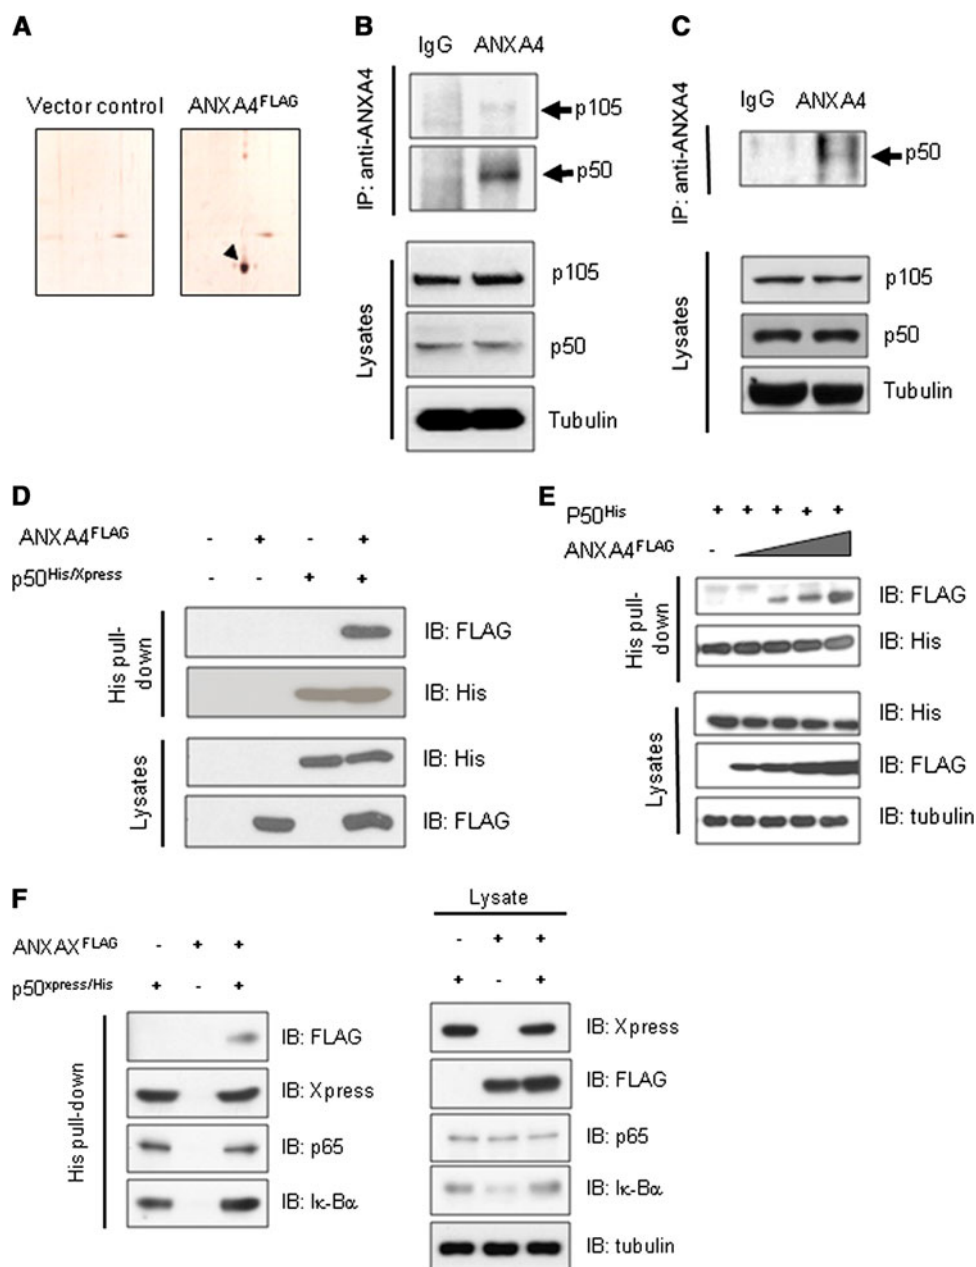 A
Vector control ANXA4FLAG
B
IgG ANXA4
IP: anti-ANXA4
p105
p50
Lysates
p105
p50
Tubulin
C
IgG ANXA4
IP: anti-ANXA4
p50
Lysates
p105
p50
Tubulin
D
ANXA4FLAG - + - +
p50His/Xpress - - + +
His pull-
down
IB: FLAG
IB: His
Lysates
IB: His
IB: FLAG
E
P50His + + + + +
ANXA4FLAG -
His pull-
down
IB: FLAG
IB: His
Lysates
IB: His
IB: FLAG
IB: tubulin
F
ANXAXFLAG - + +
p50xpress/His + - +
His pull-down
IB: FLAG
IB: Xpress
IB: p65
IB: Iκ-Bα
Lysate
- + +
+ - +
IB: Xpress
IB: FLAG
IB: p65
IB: Iκ-Bα
IB: tubulin